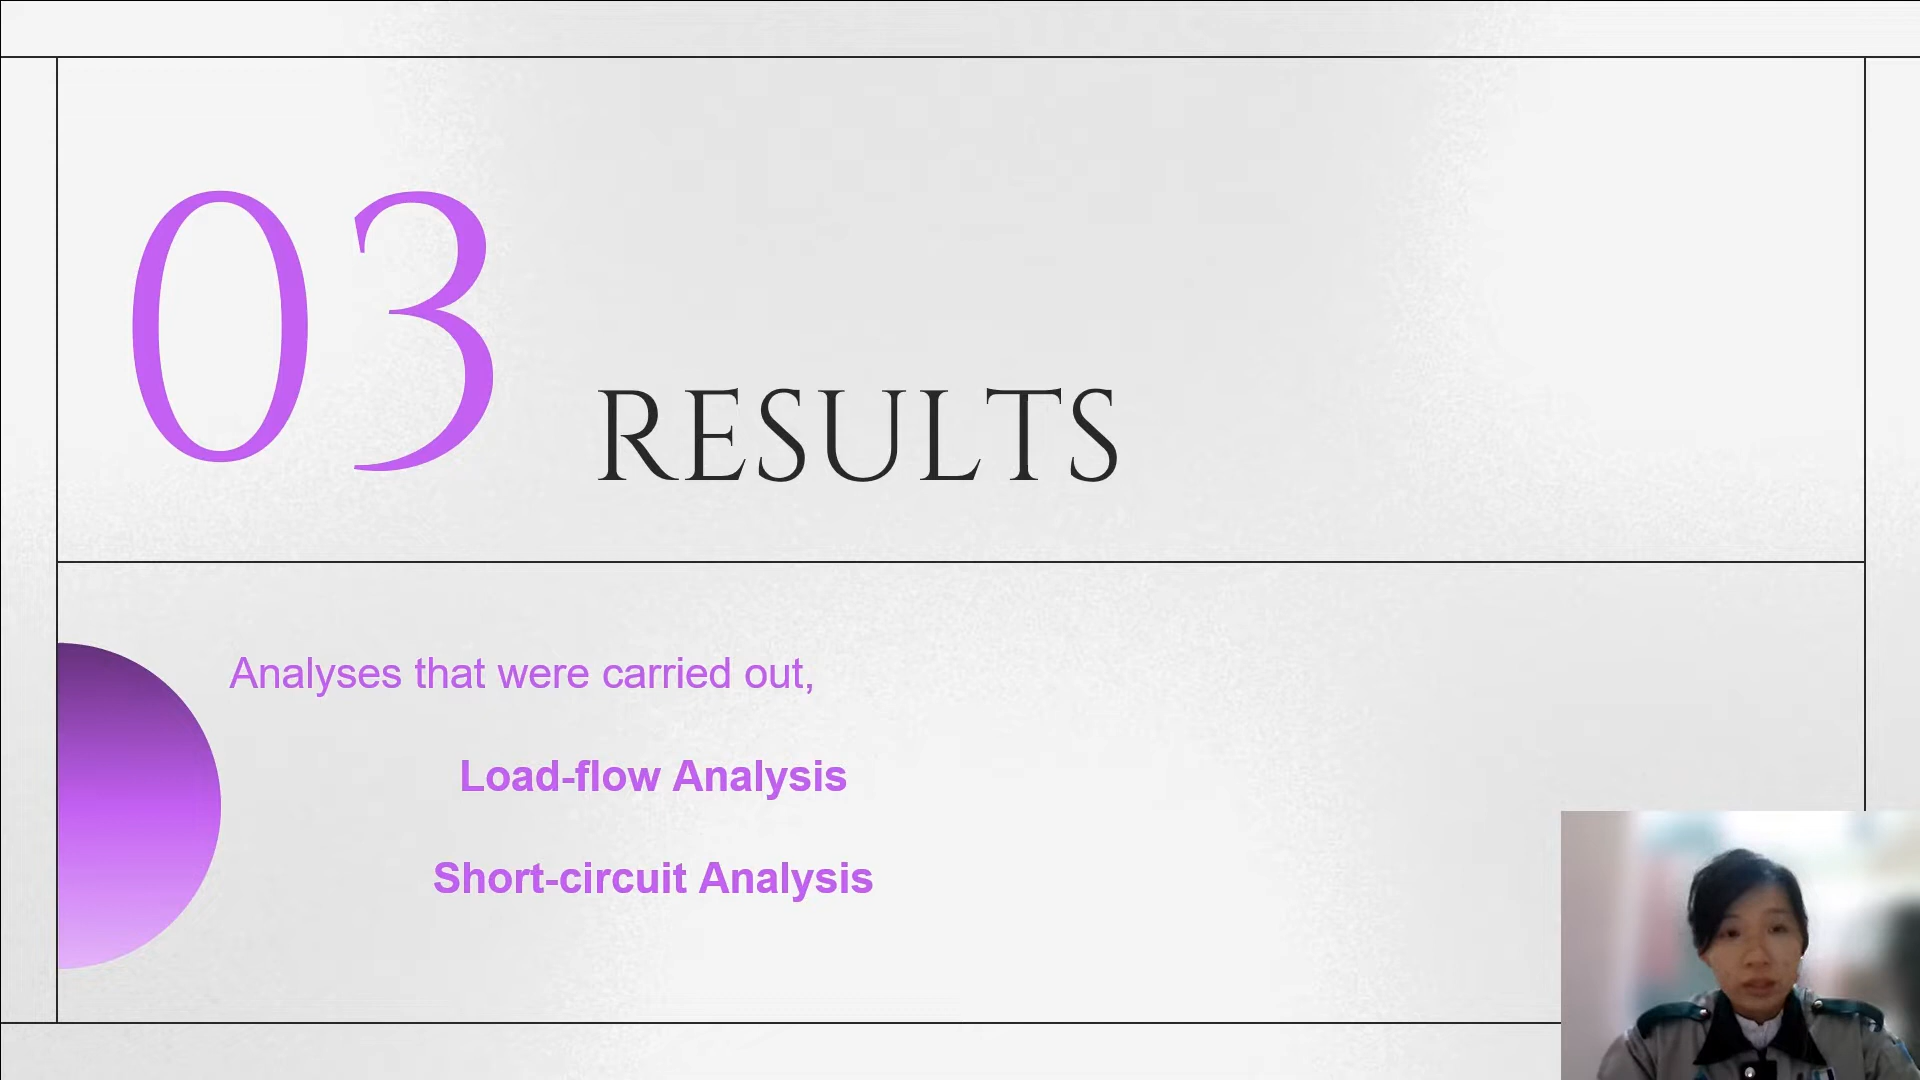 03
RESULTS
Analyses that were carried out,
Load-flow Analysis
Short-circuit Analysis